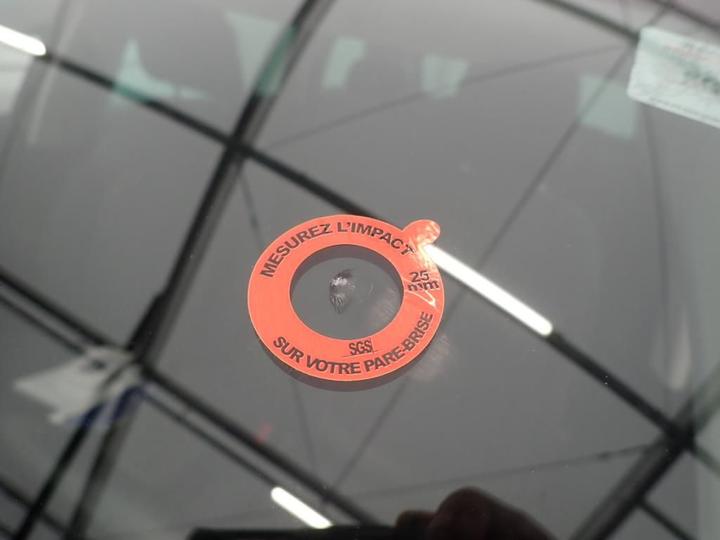 MESUREZ L'IMPACT
25
mm
SGS
SUR VOTRE PARE-BRISE